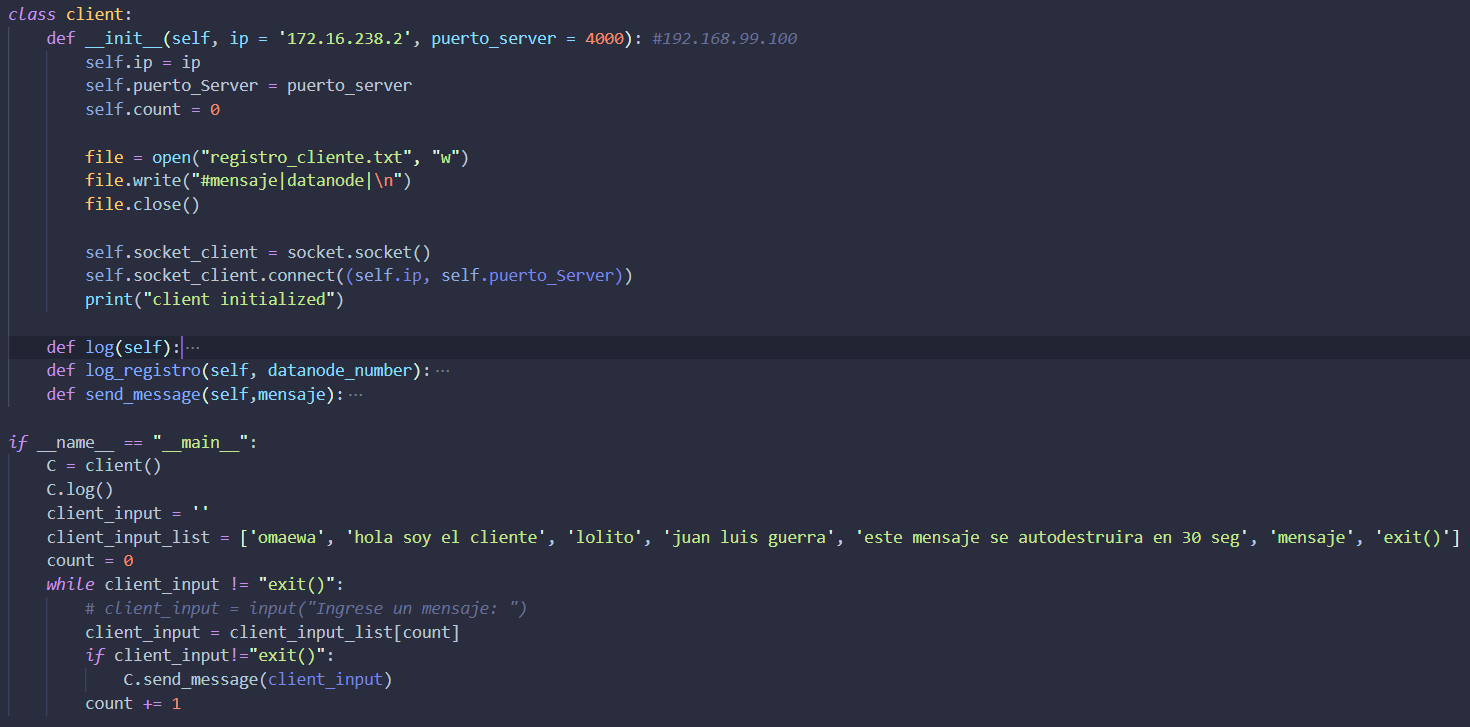 class client:
    def __init__(self, ip = '172.16.238.2', puerto_server = 4000): #192.168.99.100
        self.ip = ip
        self.puerto_Server = puerto_server
        self.count = 0

        file = open("registro_cliente.txt", "w")
        file.write("#mensaje|datanode|\n")
        file.close()

        self.socket_client = socket.socket()
        self.socket_client.connect((self.ip, self.puerto_Server))
        print("client initialized")

    def log(self):···
    def log_registro(self, datanode_number):···
    def send_message(self,mensaje):···

if __name__ == "__main__":
    C = client()
    C.log()
    client_input = ''
    client_input_list = ['omaewa', 'hola soy el cliente', 'lolito', 'juan luis guerra', 'este mensaje se autodestruira en 30 seg', 'mensaje', 'exit()']
    count = 0
    while client_input != "exit()":
        # client_input = input("Ingrese un mensaje: ")
        client_input = client_input_list[count]
        if client_input!="exit()":
            C.send_message(client_input)
        count += 1